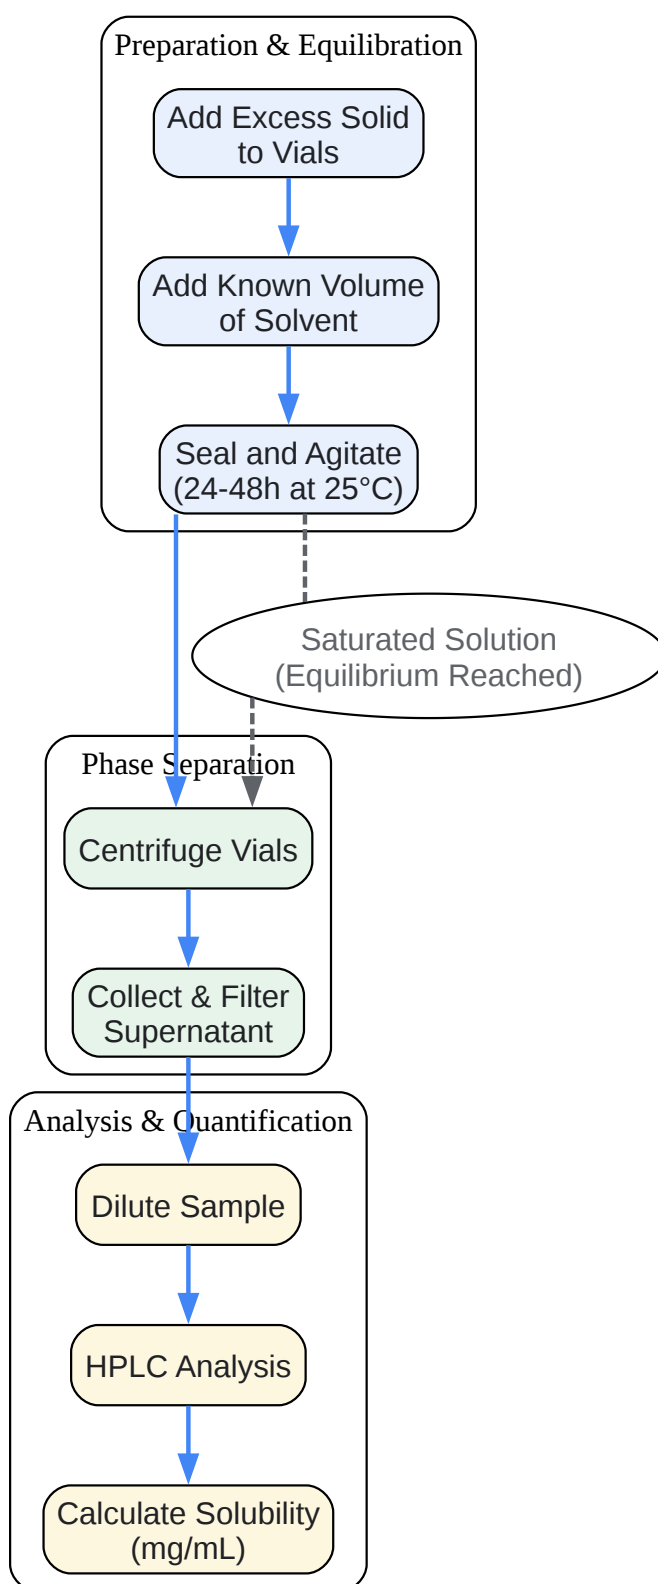 Preparation & Equilibration
Add Excess Solid
to Vials
Add Known Volume
of Solvent
Seal and Agitate
(24-48h at 25°C)
Saturated Solution
(Equilibrium Reached)
Phase Separation
Centrifuge Vials
Collect & Filter
Supernatant
Analysis & Quantification
Dilute Sample
HPLC Analysis
Calculate Solubility
(mg/mL)